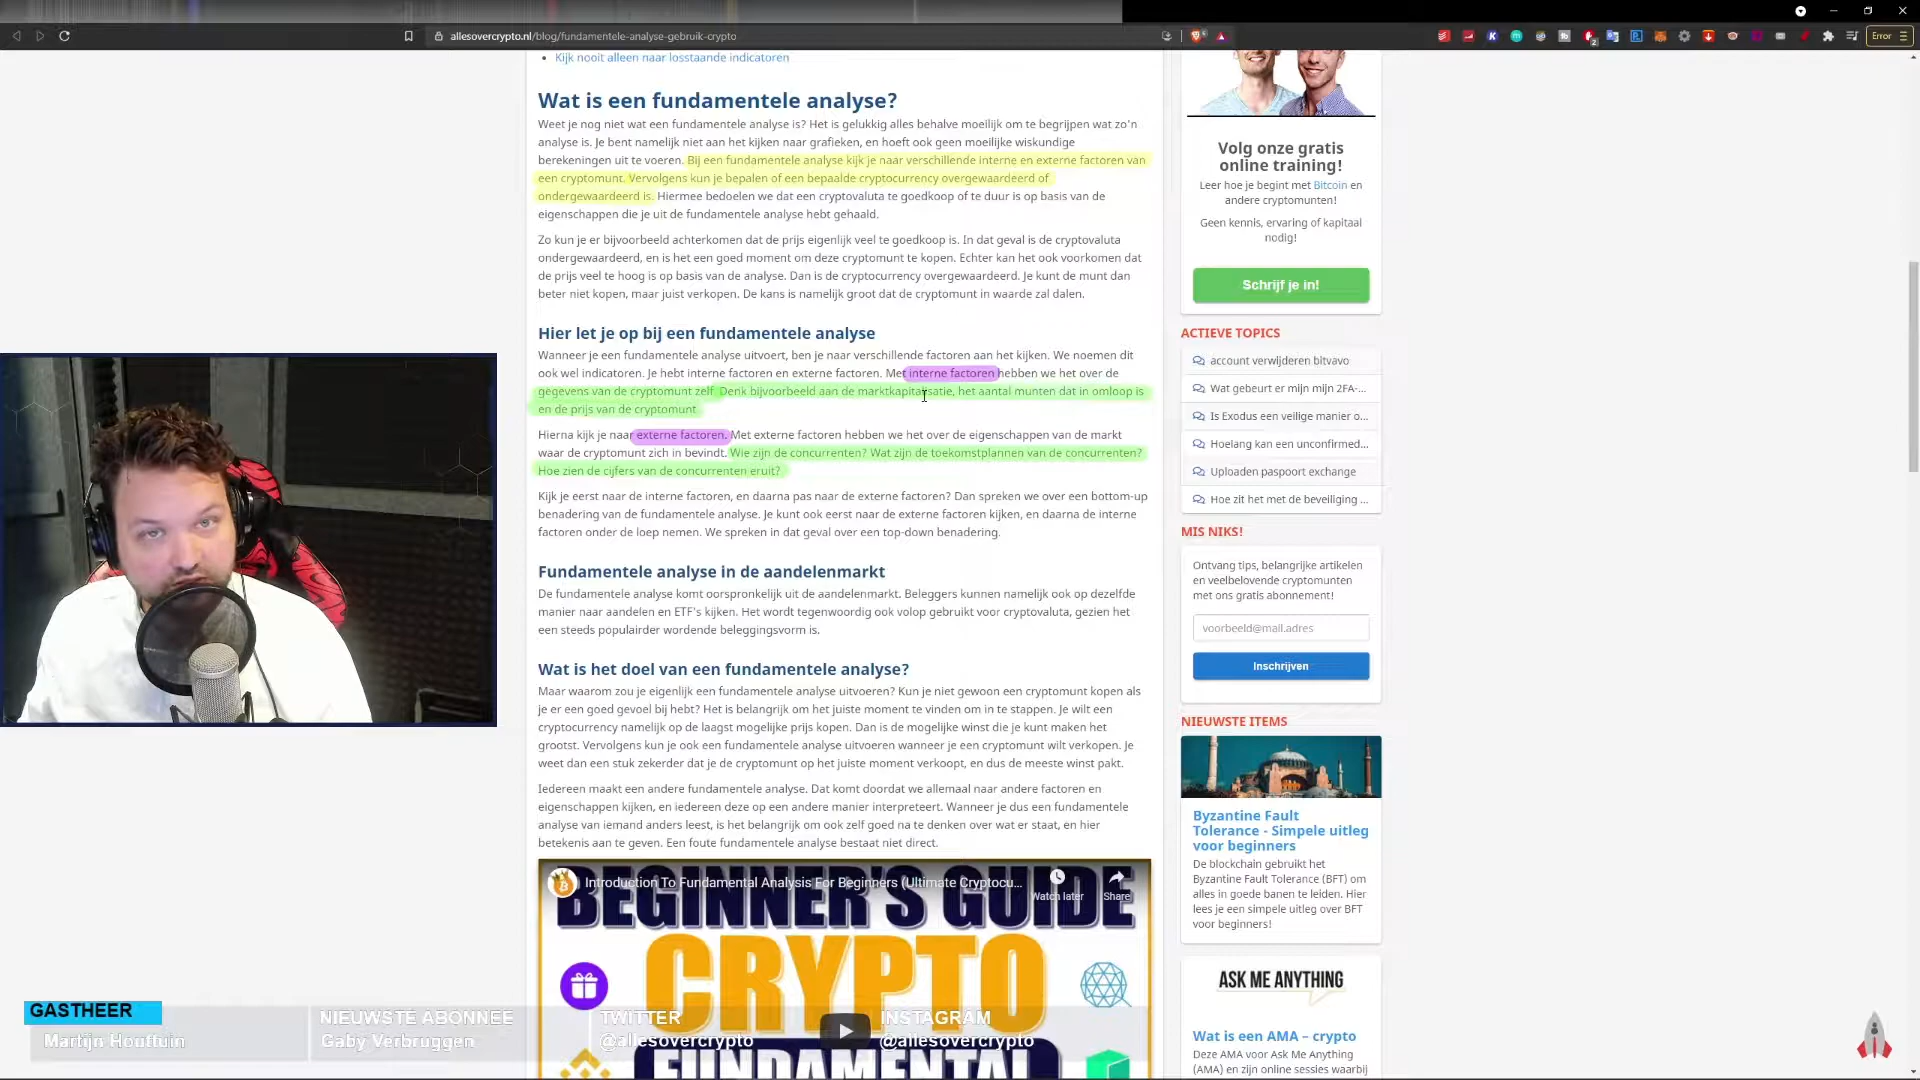 allesovercrypto.nl/blog/fundamentele-analyse-gebruik-crypto
Error
Kijk nooit alleen naar losstaande indicatoren
Wat is een fundamentele analyse?
Weet je nog niet wat een fundamentele analyse is? Het is gelukkig alles behalve moeilijk om te begrijpen wat zo'n
analyse is. Je bent namelijk niet aan het kijken naar grafieken, en hoeft ook geen moeilijke wiskundige
berekeningen uit te voeren. Bij een fundamentele analyse kijk je naar verschillende interne en externe factoren van
een cryptomunt. Vervolgens kun je bepalen of een bepaalde cryptocurrency overgewaardeerd of
ondergewaardeerd is. Hiermee bedoelen we dat een cryptovaluta te goedkoop of te duur is op basis van de
eigenschappen die je uit de fundamentele analyse hebt gehaald.
Zo kun je er bijvoorbeeld achterkomen dat de prijs eigenlijk veel te goedkoop is. In dat geval is de cryptovaluta
ondergewaardeerd, en is het een goed moment om deze cryptomunt te kopen. Echter kan het ook voorkomen dat
de prijs veel te hoog is op basis van de analyse. Dan is de cryptocurrency overgewaardeerd. Je kunt de munt dan
beter niet kopen, maar juist verkopen. De kans is namelijk groot dat de cryptomunt in waarde zal dalen.
Hier let je op bij een fundamentele analyse
Wanneer je een fundamentele analyse uitvoert, ben je naar verschillende factoren aan het kijken. We noemen dit
ook wel indicatoren. Je hebt interne factoren en externe factoren. Met interne factoren hebben we het over de
gegevens van de cryptomunt zelf. Denk bijvoorbeeld aan de marktkapitalisatie, het aantal munten dat in omloop is
en de prijs van de cryptomunt.
Hierna kijk je naar externe factoren. Met externe factoren hebben we het over de eigenschappen van de markt
waar de cryptomunt zich in bevindt. Wie zijn de concurrenten? Wat zijn de toekomstplannen van de concurrenten?
Hoe zien de cijfers van de concurrenten eruit?
Kijk je eerst naar de interne factoren, en daarna pas naar de externe factoren? Dan spreken we over een bottom-up
benadering van de fundamentele analyse. Je kunt ook eerst naar de externe factoren kijken, en daarna de interne
factoren onder de loep nemen. We spreken in dat geval over een top-down benadering.
Fundamentele analyse in de aandelenmarkt
De fundamentele analyse komt oorspronkelijk uit de aandelenmarkt. Beleggers kunnen namelijk ook op dezelfde
manier naar aandelen en ETF's kijken. Het wordt tegenwoordig ook volop gebruikt voor cryptovaluta, gezien het
een steeds populairder wordende beleggingsvorm is.
Wat is het doel van een fundamentele analyse?
Maar waarom zou je eigenlijk een fundamentele analyse uitvoeren? Kun je niet gewoon een cryptomunt kopen als
je er een goed gevoel bij hebt? Het is belangrijk om het juiste moment te vinden om in te stappen. Je wilt een
cryptocurrency namelijk op de laagst mogelijke prijs kopen. Dan is de mogelijke winst die je kunt maken het
grootst. Vervolgens kun je ook een fundamentele analyse uitvoeren wanneer je een cryptomunt wilt verkopen. Je
weet dan een stuk zekerder dat je de cryptomunt op het juiste moment verkoopt, en dus de meeste winst pakt.
Iedereen maakt een andere fundamentele analyse. Dat komt doordat we allemaal naar andere factoren en
eigenschappen kijken, en iedereen deze op een andere manier interpreteert. Wanneer je dus een fundamentele
analyse van iemand anders leest, is het belangrijk om ook zelf goed na te denken over wat er staat, en hier
betekenis aan te geven. Een foute fundamentele analyse bestaat niet direct.
Introduction To Fundamental Analysis For Beginners (Ultimate Cryptocu...
Watch later
Share
BEGINNER'S GUIDE
CRYPTO
FUNDAMENTAL
Volg onze gratis
online training!
Leer hoe je begint met Bitcoin en
andere cryptomunten!
Geen kennis, ervaring of kapitaal
nodig!
Schrijf je in!
ACTIEVE TOPICS
account verwijderen bitvavo
Wat gebeurt er mijn mijn 2FA-...
Is Exodus een veilige manier o...
Hoelang kan een unconfirmed...
Uploaden paspoort exchange
Hoe zit het met de beveiliging ...
MIS NIKS!
Ontvang tips, belangrijke artikelen
en veelbelovende cryptomunten
met ons gratis abonnement!
voorbeeld@mail.adres
Inschrijven
NIEUWSTE ITEMS
Byzantine Fault
Tolerance - Simpele uitleg
voor beginners
De blockchain gebruikt het
Byzantine Fault Tolerance (BFT) om
alles in goede banen te leiden. Hier
lees je een simpele uitleg over BFT
voor beginners!
ASK ME ANYTHING
Wat is een AMA – crypto
Deze AMA voor Ask Me Anything
(AMA) en zijn online sessies waarbij
GASTHEER
Martijn Houtfuin
NIEUWSTE ABONNEE
Gaby Verbruggen
TWITTER
@allesovercrypto
INSTAGRAM
@allesovercrypto